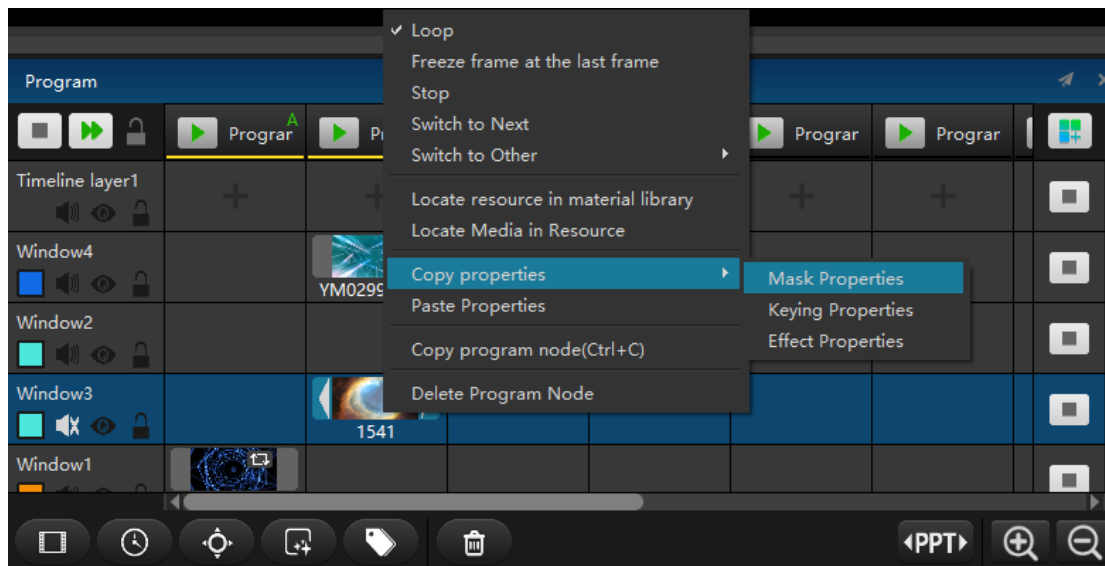 Loop
Freeze frame at the last frame
Stop
Switch to Next
Switch to Other
Locate resource in material library
Locate Media in Resource
Copy properties
Paste Properties
Copy program node(Ctrl+C)
Delete Program Node
Mask Properties
Keying Properties
Effect Properties
Program
A
Prograr
Pr
Prograr
Prograr
Timeline layer1
Window4
YM0299
Window2
Window3
1541
Window1
PPT